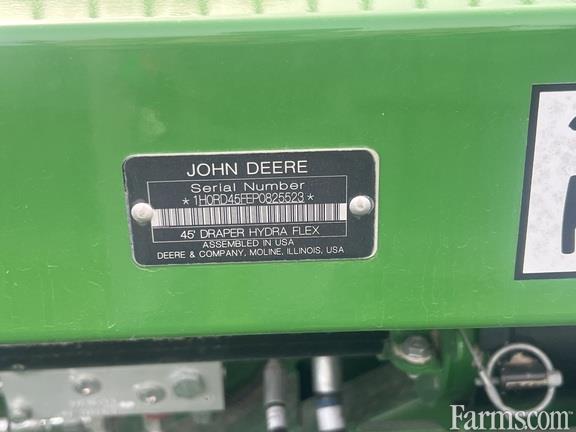 JOHN DEERE
Serial Number
*1H0RD45FEP0825523*
45' DRAPER HYDRA FLEX
ASSEMBLED IN USA
DEERE & COMPANY, MOLINE, ILLINOIS, USA
Farms.com